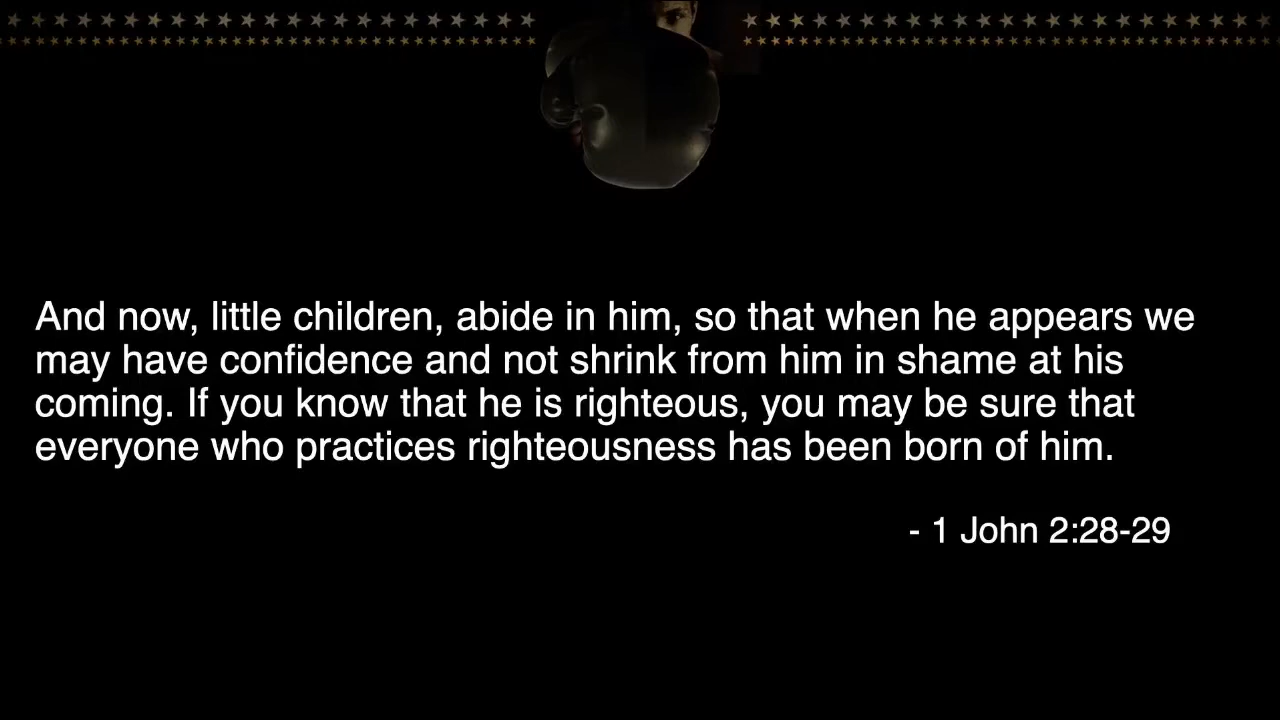 And now, little children, abide in him, so that when he appears we
may have confidence and not shrink from him in shame at his
coming. If you know that he is righteous, you may be sure that
everyone who practices righteousness has been born of him.
- 1 John 2:28-29